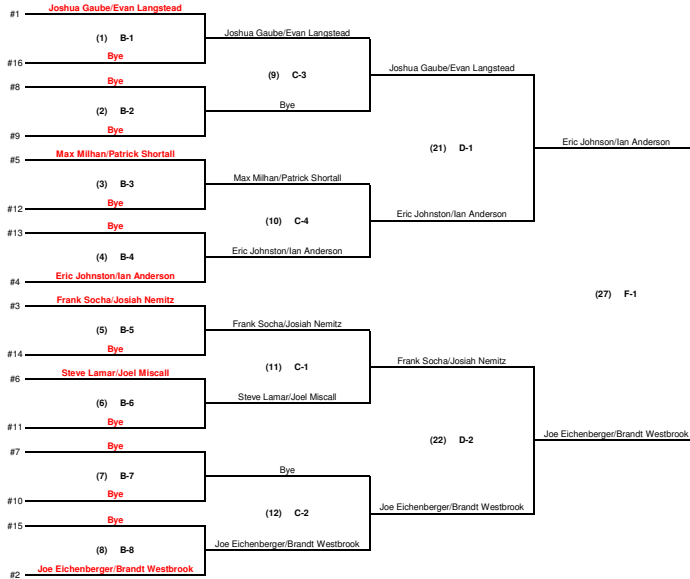 #1 Joshua Gaube/Evan Langstead
(1) B-1
#16 Bye
#8 Bye
(2) B-2
#9 Bye
#5 Max Milhan/Patrick Shortall
(3) B-3
#12 Bye
#13 Bye
(4) B-4
#4 Eric Johnston/Ian Anderson
#3 Frank Socha/Josiah Nemitz
(5) B-5
#14 Bye
#6 Steve Lamar/Joel Miscall
(6) B-6
#11 Bye
#7 Bye
(7) B-7
#10 Bye
#15 Bye
(8) B-8
#2 Joe Eichenberger/Brandt Westbrook
Joshua Gaube/Evan Langstead
(9) C-3
Bye
Max Milhan/Patrick Shortall
(10) C-4
Eric Johnston/Ian Anderson
Frank Socha/Josiah Nemitz
(11) C-1
Steve Lamar/Joel Miscall
Bye
(12) C-2
Joe Eichenberger/Brandt Westbrook
Joshua Gaube/Evan Langstead
(21) D-1
Eric Johnston/Ian Anderson
Frank Socha/Josiah Nemitz
(22) D-2
Joe Eichenberger/Brandt Westbrook
Eric Johnson/Ian Anderson
(27) F-1
Joe Eichenberger/Brandt Westbrook